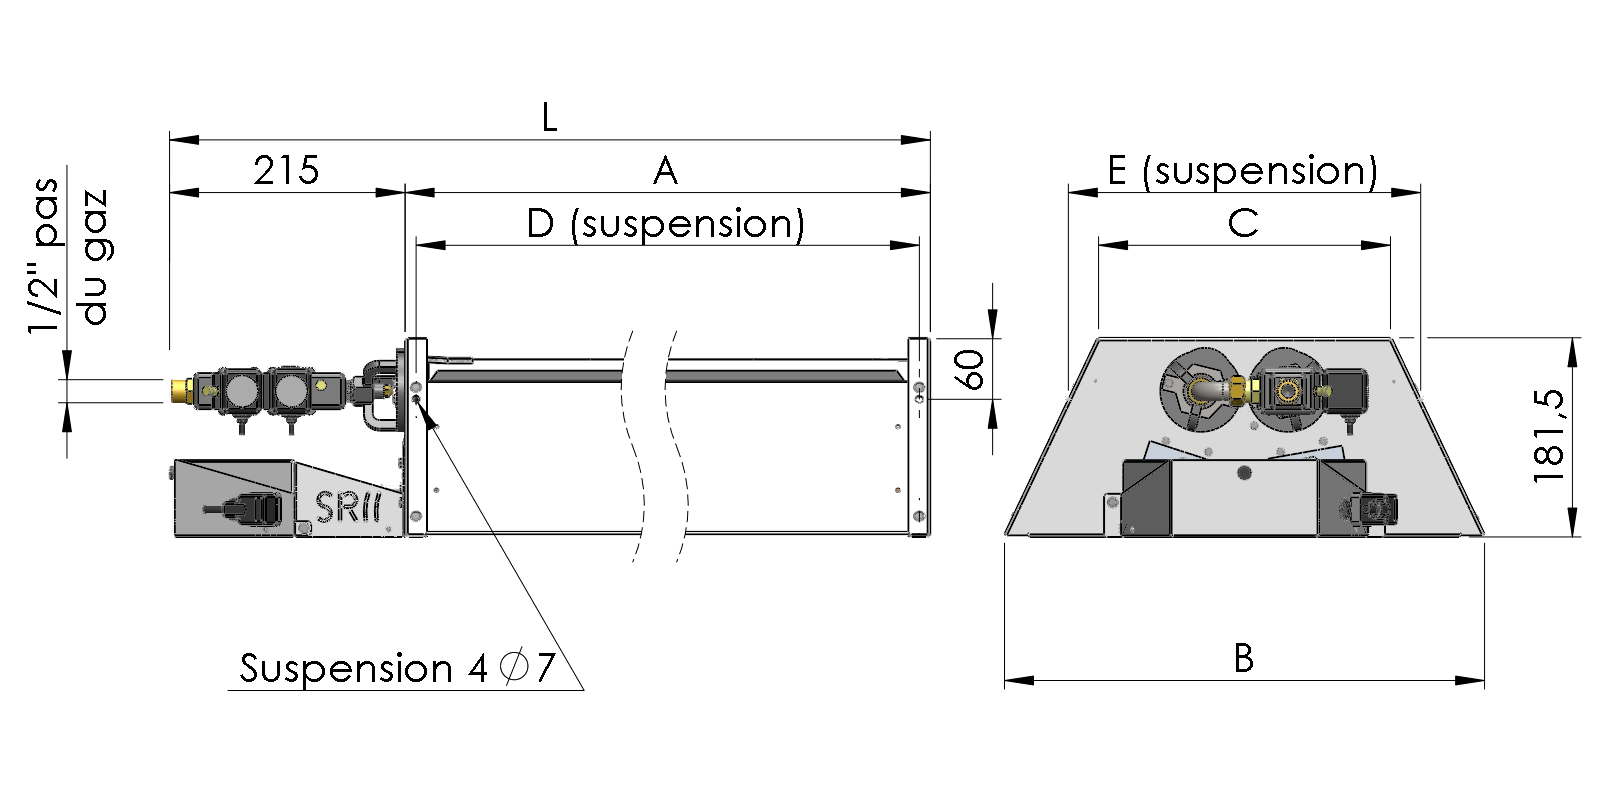 L
215
A
E (suspension)
D (suspension)
C
1/2" pas
du gaz
60
181,5
SRII
Suspension 4 ∅ 7
B